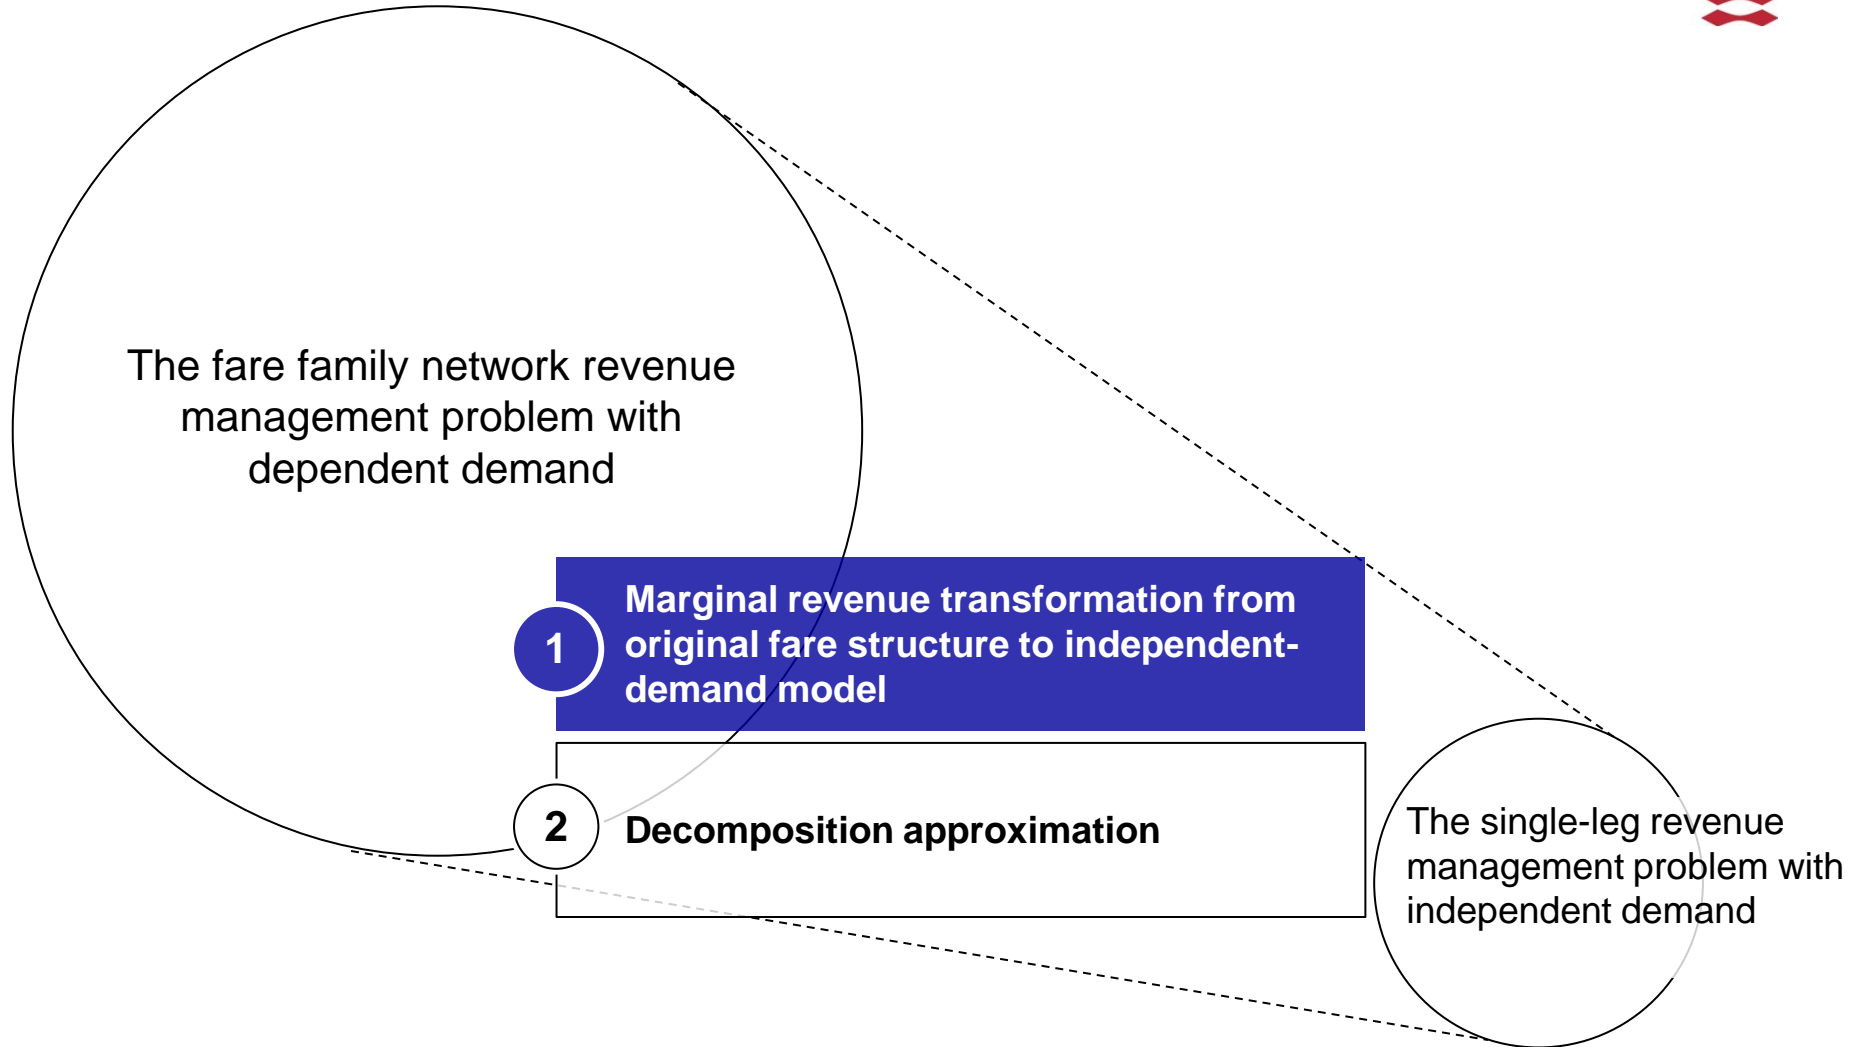 The fare family network revenue
management problem with
dependent demand
1
Marginal revenue transformation from
original fare structure to independent-
demand model
2
Decomposition approximation
The single-leg revenue
management problem with
independent demand